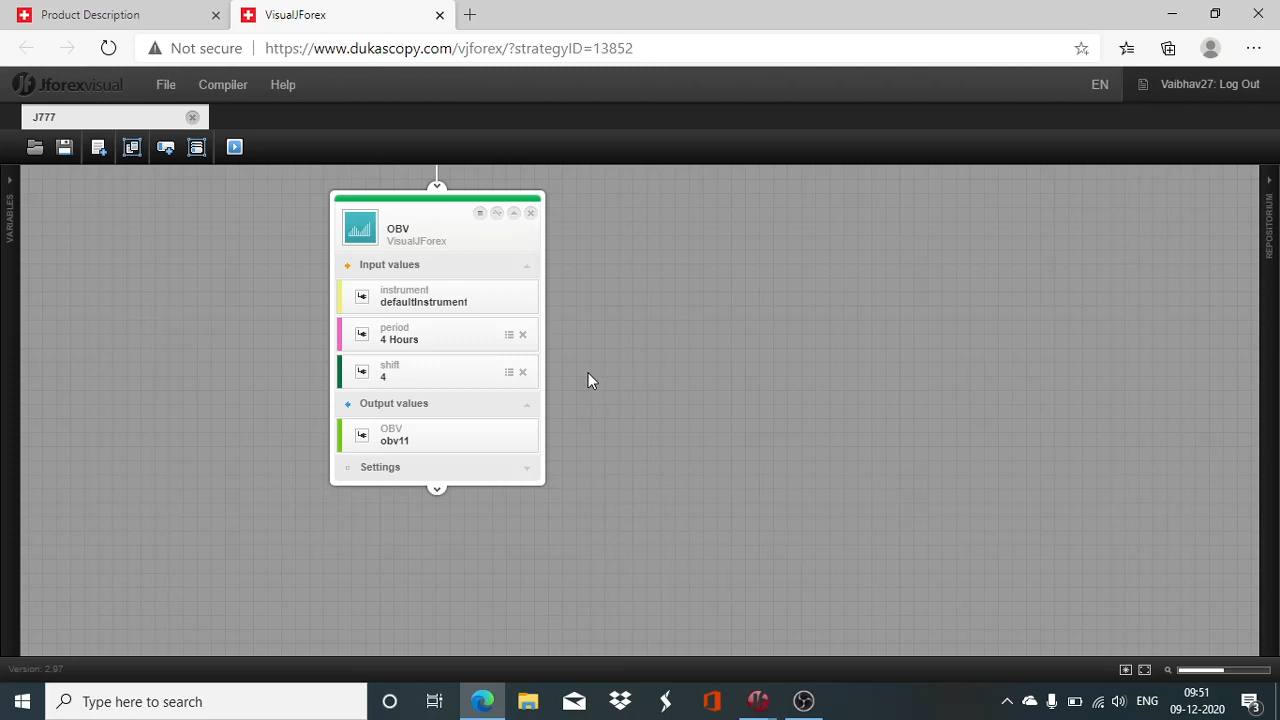 Product Description
VisualJForex
Not secure
https://www.dukascopy.com/vjforex/?strategyID=13852
Jforexvisual
File
Compiler
Help
EN
Vaibhav27: Log Out
J777
VARIABLES
REPOSITORIUM
OBV
VisualJForex
Input values
instrument
defaultInstrument
period
4 Hours
shift
4
Output values
OBV
obv11
Settings
Version: 2.97
Type here to search
ENG
09:51
09-12-2020
3